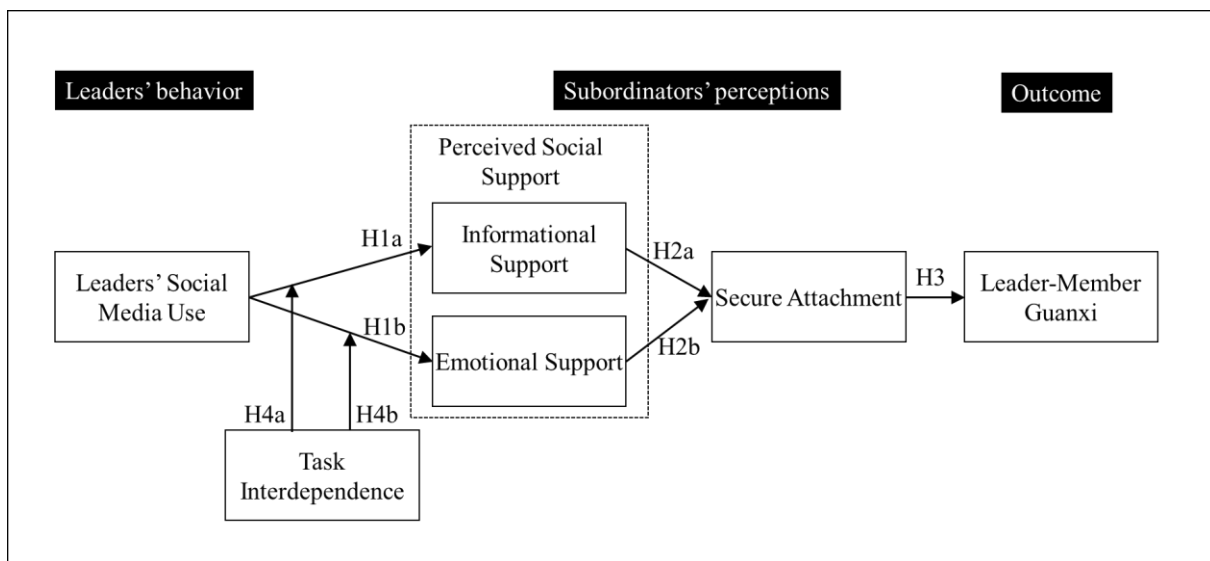 Leaders' behavior
Subordinators' perceptions
Outcome
Perceived Social
Support
H1a
Informational
Support
H2a
Leaders' Social
Media Use
Secure Attachment
H3
Leader-Member
Guanxi
H1b
Emotional Support
H2b
H4a
H4b
Task
Interdependence